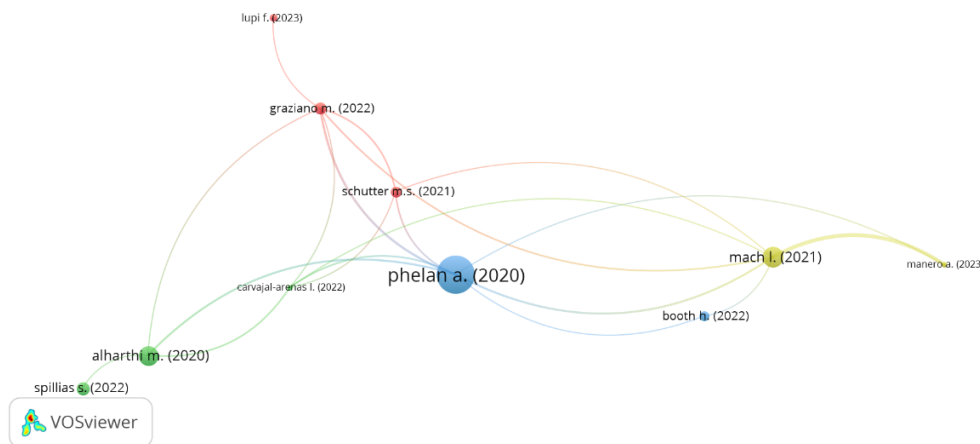 lupi f. (2023)
graziano m. (2022)
schutter m.s. (2021)
mach l. (2021)
manero a. (2023
phelan a. (2020)
carvajal-arenas l. (2022)
booth h. (2022)
alharthi m. (2020)
spillias s. (2022)
VOSviewer